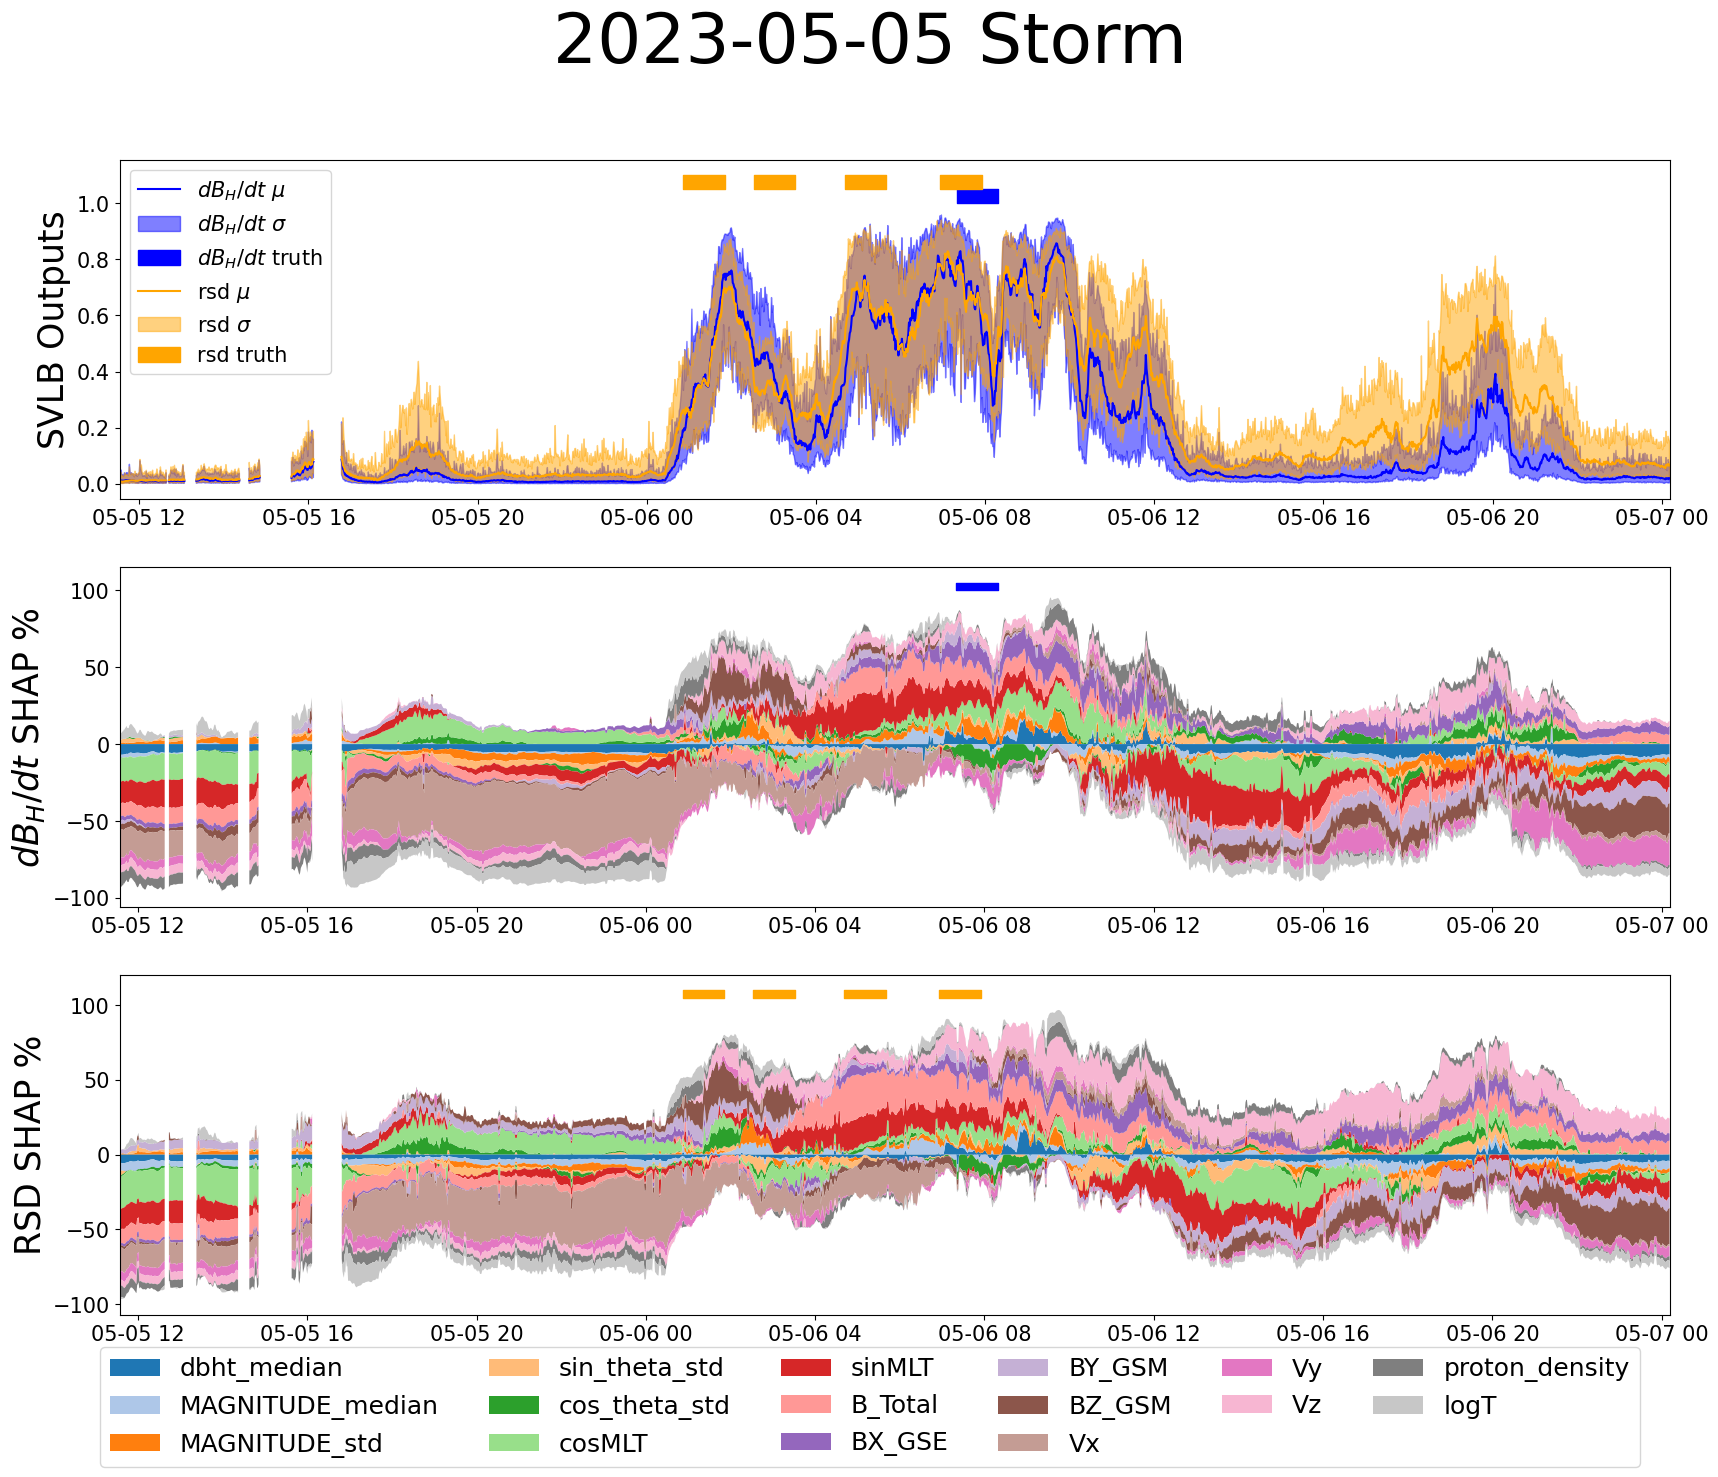 2023-05-05 Storm
SVLB Outputs
1.0
0.8
0.6
0.4
0.2
0.0
dB_H/dt μ
dB_H/dt σ
dB_H/dt truth
rsd μ
rsd σ
rsd truth
05-05 12 05-05 16 05-05 20 05-06 00 05-06 04 05-06 08 05-06 12 05-06 16 05-06 20 05-07 00
dB_H/dt SHAP %
100
50
0
−50
−100
05-05 12 05-05 16 05-05 20 05-06 00 05-06 04 05-06 08 05-06 12 05-06 16 05-06 20 05-07 00
RSD SHAP %
100
50
0
−50
−100
05-05 12 05-05 16 05-05 20 05-06 00 05-06 04 05-06 08 05-06 12 05-06 16 05-06 20 05-07 00
dbht_median sin_theta_std sinMLT BY_GSM Vy proton_density
MAGNITUDE_median cos_theta_std B_Total BZ_GSM Vz logT
MAGNITUDE_std cosMLT BX_GSE Vx